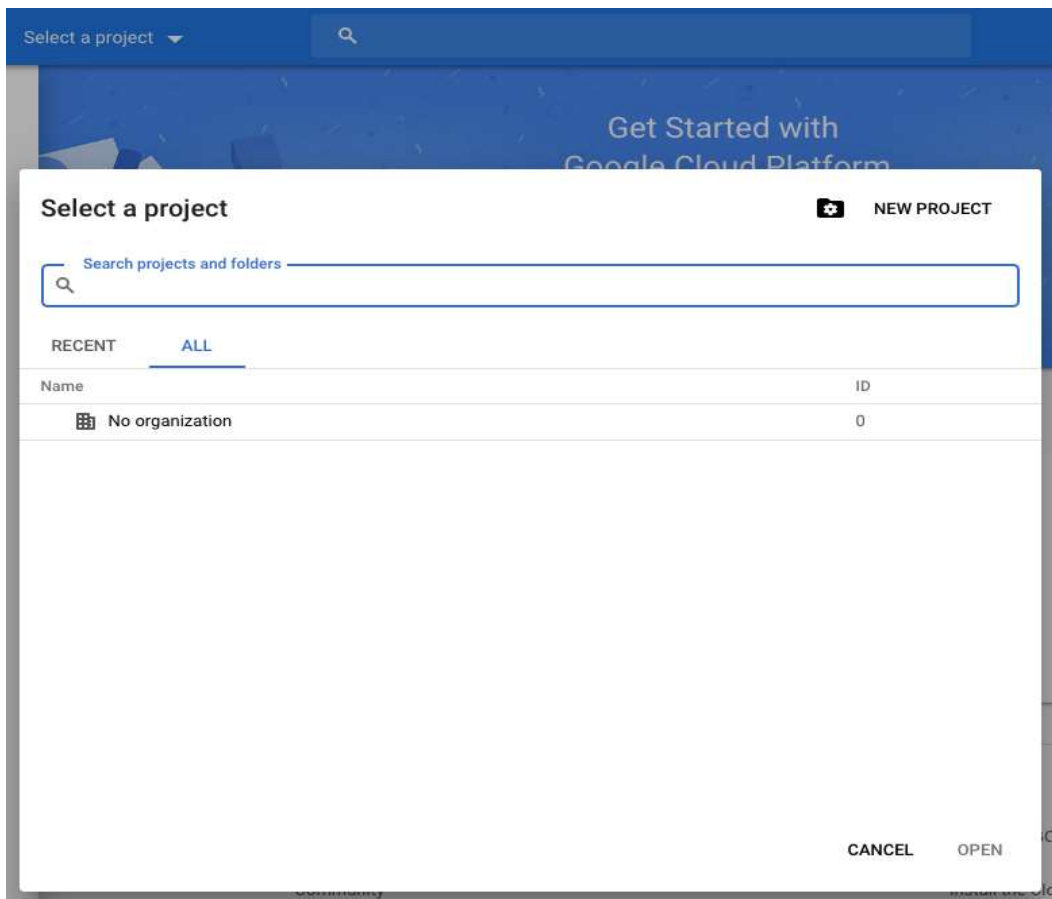 Select a project
Get Started with
Google Cloud Platform
Select a project
NEW PROJECT
Search projects and folders
RECENT ALL
Name ID
No organization 0
CANCEL OPEN
Community